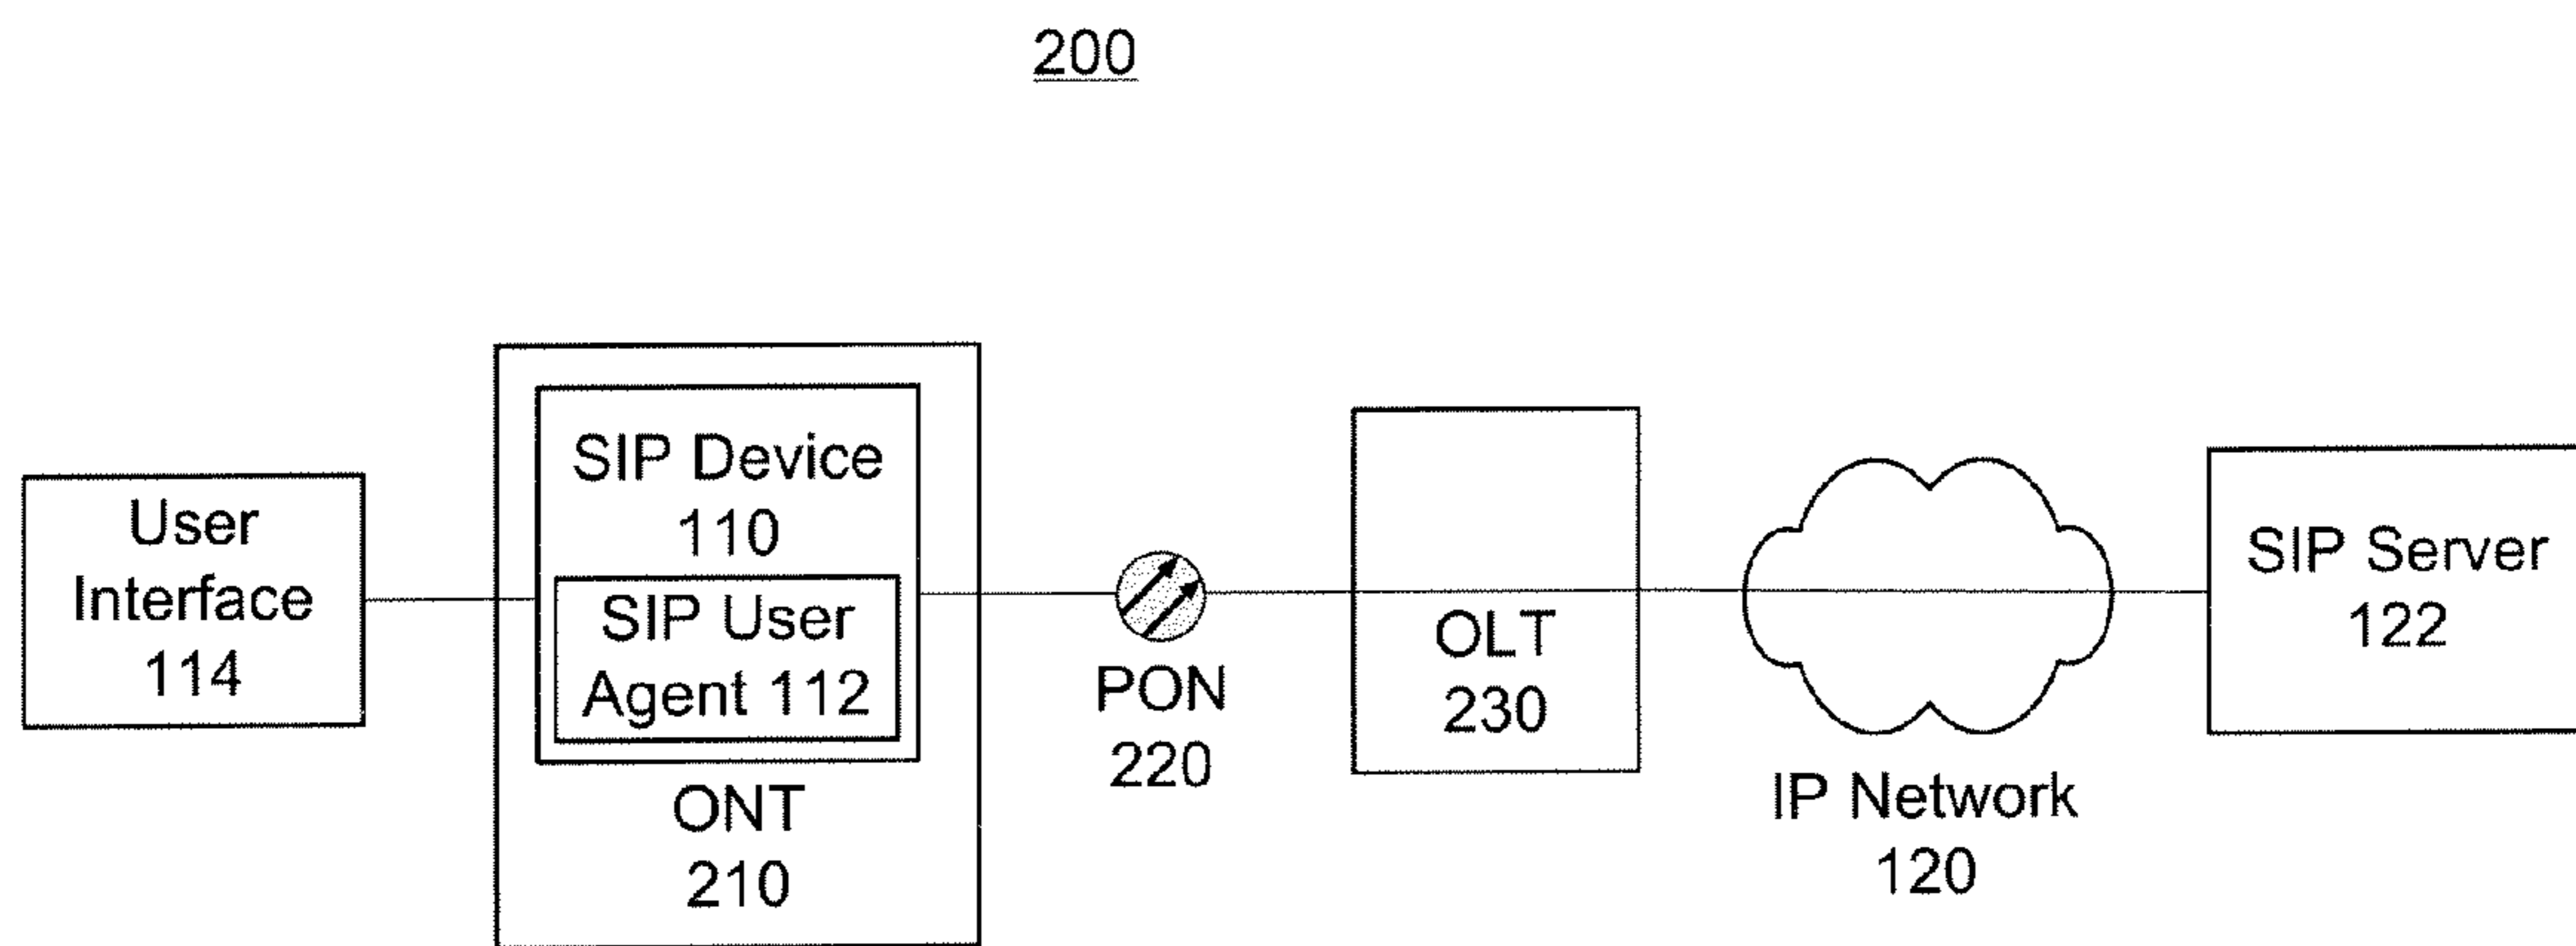 200
User
Interface
114
SIP Device
110
SIP User
Agent 112
ONT
210
PON
220
OLT
230
IP Network
120
SIP Server
122